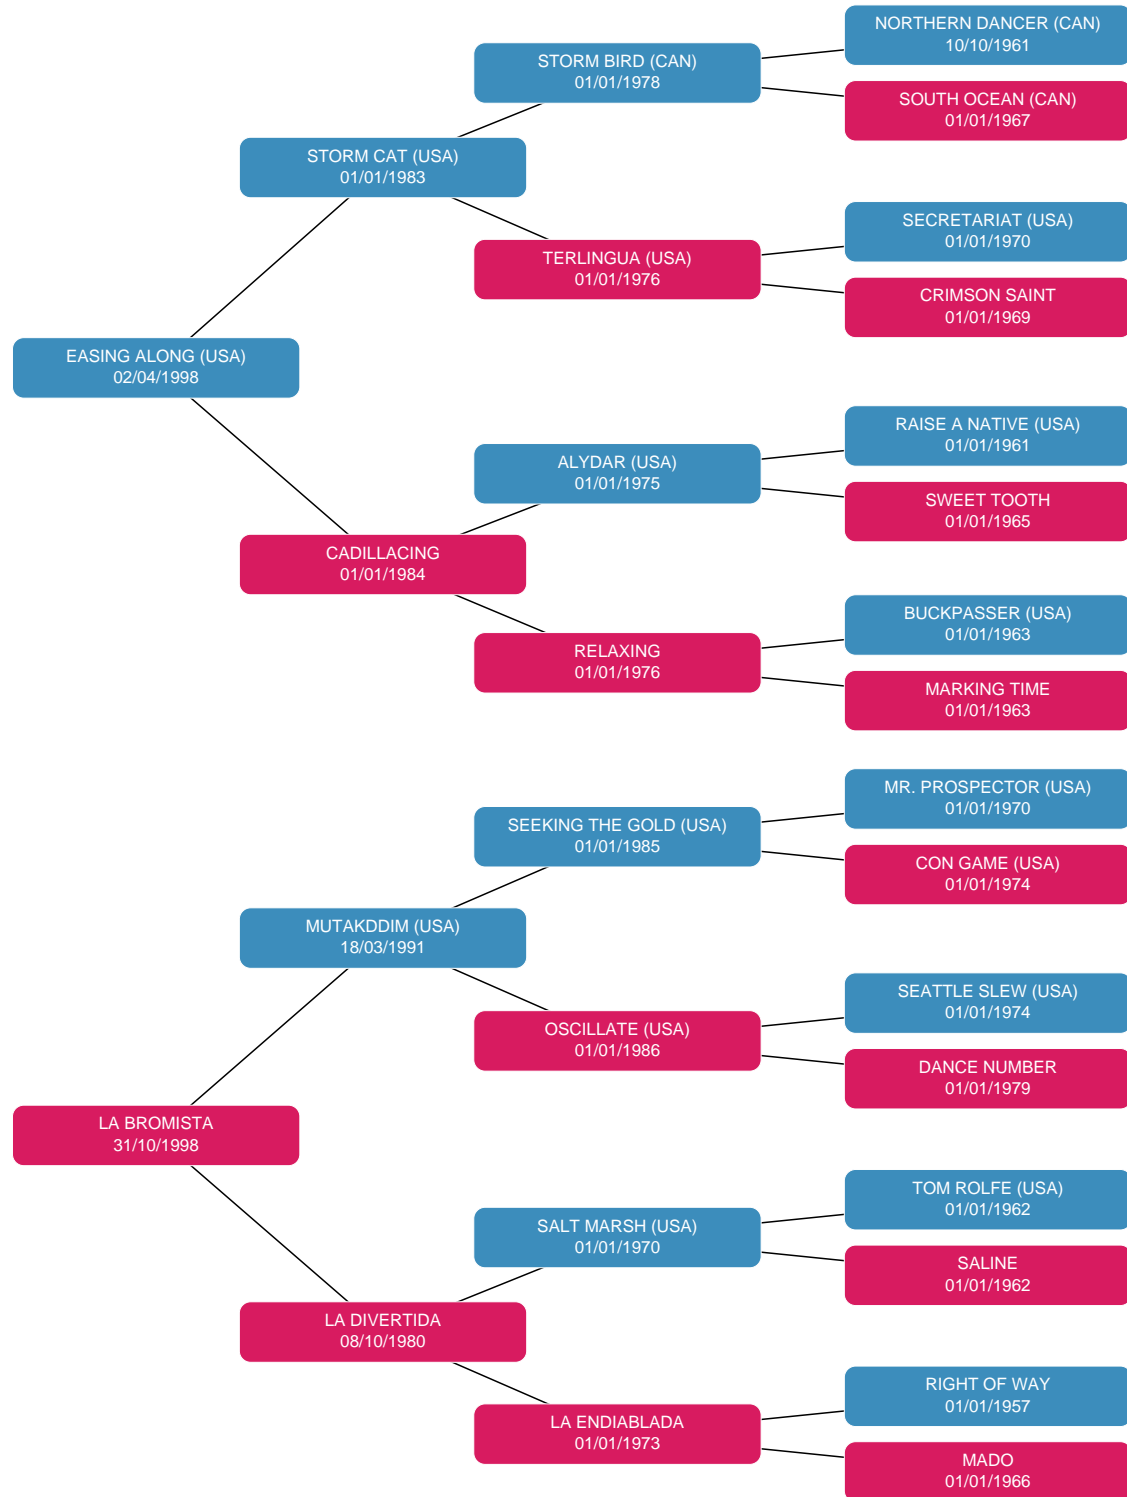 NORTHERN DANCER (CAN)
10/10/1961
STORM BIRD (CAN)
01/01/1978
SOUTH OCEAN (CAN)
01/01/1967
STORM CAT (USA)
01/01/1983
SECRETARIAT (USA)
01/01/1970
TERLINGUA (USA)
01/01/1976
CRIMSON SAINT
01/01/1969
EASING ALONG (USA)
02/04/1998
RAISE A NATIVE (USA)
01/01/1961
ALYDAR (USA)
01/01/1975
SWEET TOOTH
01/01/1965
CADILLACING
01/01/1984
BUCKPASSER (USA)
01/01/1963
RELAXING
01/01/1976
MARKING TIME
01/01/1963
MR. PROSPECTOR (USA)
01/01/1970
SEEKING THE GOLD (USA)
01/01/1985
CON GAME (USA)
01/01/1974
MUTAKDDIM (USA)
18/03/1991
SEATTLE SLEW (USA)
01/01/1974
OSCILLATE (USA)
01/01/1986
DANCE NUMBER
01/01/1979
LA BROMISTA
31/10/1998
TOM ROLFE (USA)
01/01/1962
SALT MARSH (USA)
01/01/1970
SALINE
01/01/1962
LA DIVERTIDA
08/10/1980
RIGHT OF WAY
01/01/1957
LA ENDIABLADA
01/01/1973
MADO
01/01/1966